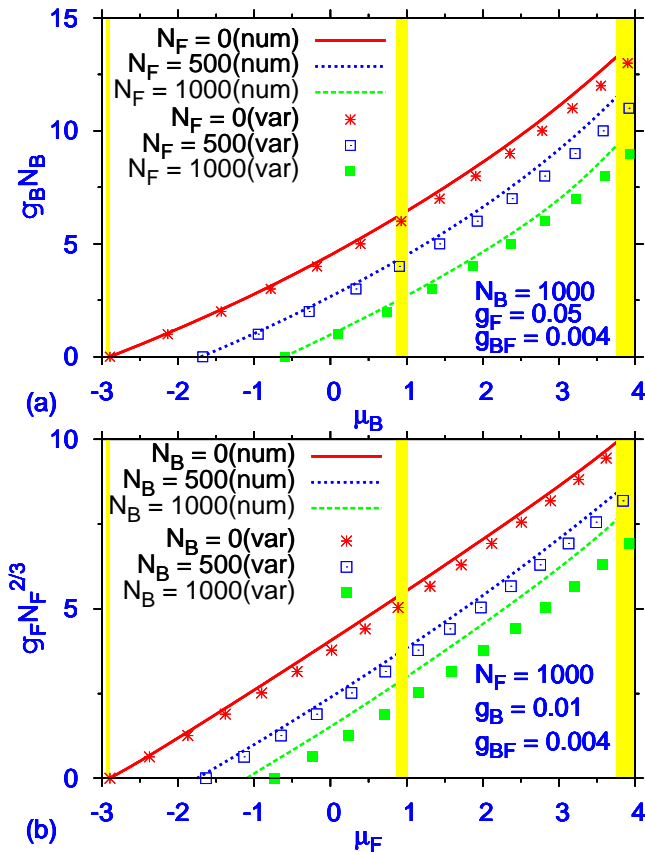 15
10
5
0
g_B N_B
N_F = 0(num)
N_F = 500(num)
N_F = 1000(num)
N_F = 0(var)
N_F = 500(var)
N_F = 1000(var)
N_B = 1000
g_F = 0.05
g_BF = 0.004
-3 -2 -1 0 1 2 3 4
(a)
μ_B
10
5
0
g_F N_F^2/3
N_B = 0(num)
N_B = 500(num)
N_B = 1000(num)
N_B = 0(var)
N_B = 500(var)
N_B = 1000(var)
N_F = 1000
g_B = 0.01
g_BF = 0.004
-3 -2 -1 0 1 2 3 4
(b)
μ_F